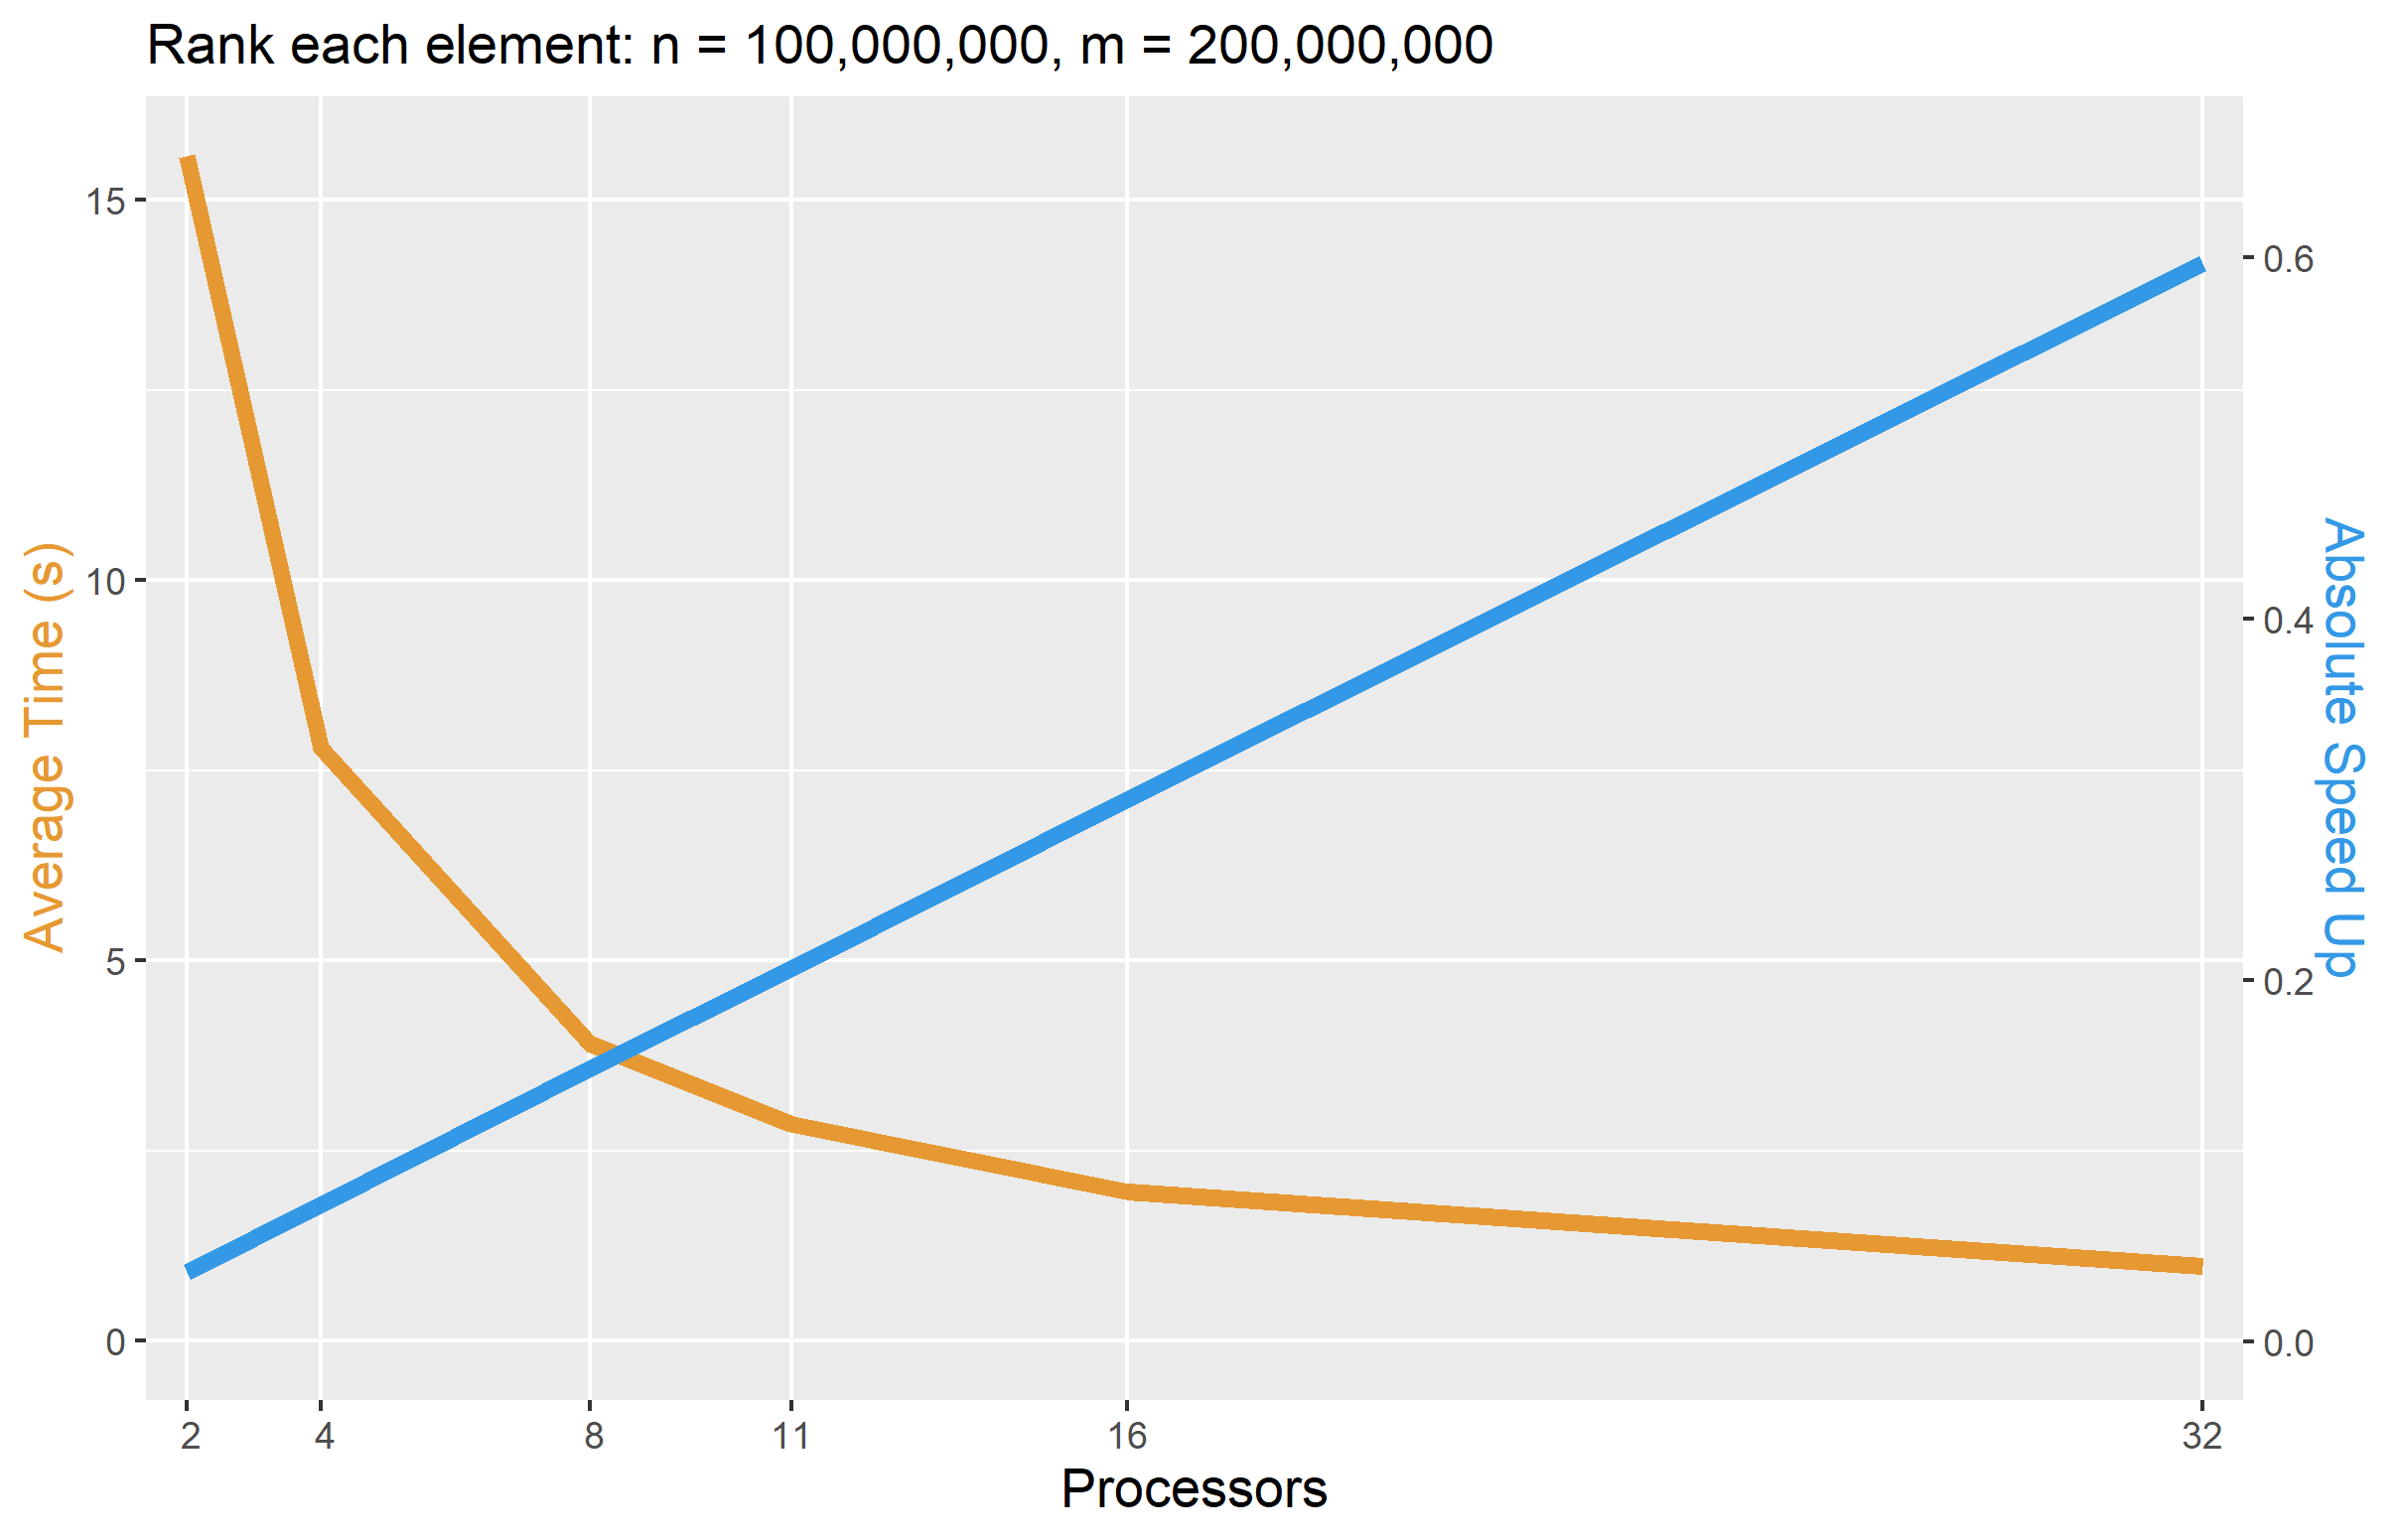 Rank each element: n = 100,000,000, m = 200,000,000
Average Time (s)
15
10
5
0
0.6
0.4
0.2
0.0
Absolute Speed Up
2 4 8 11 16 32
Processors